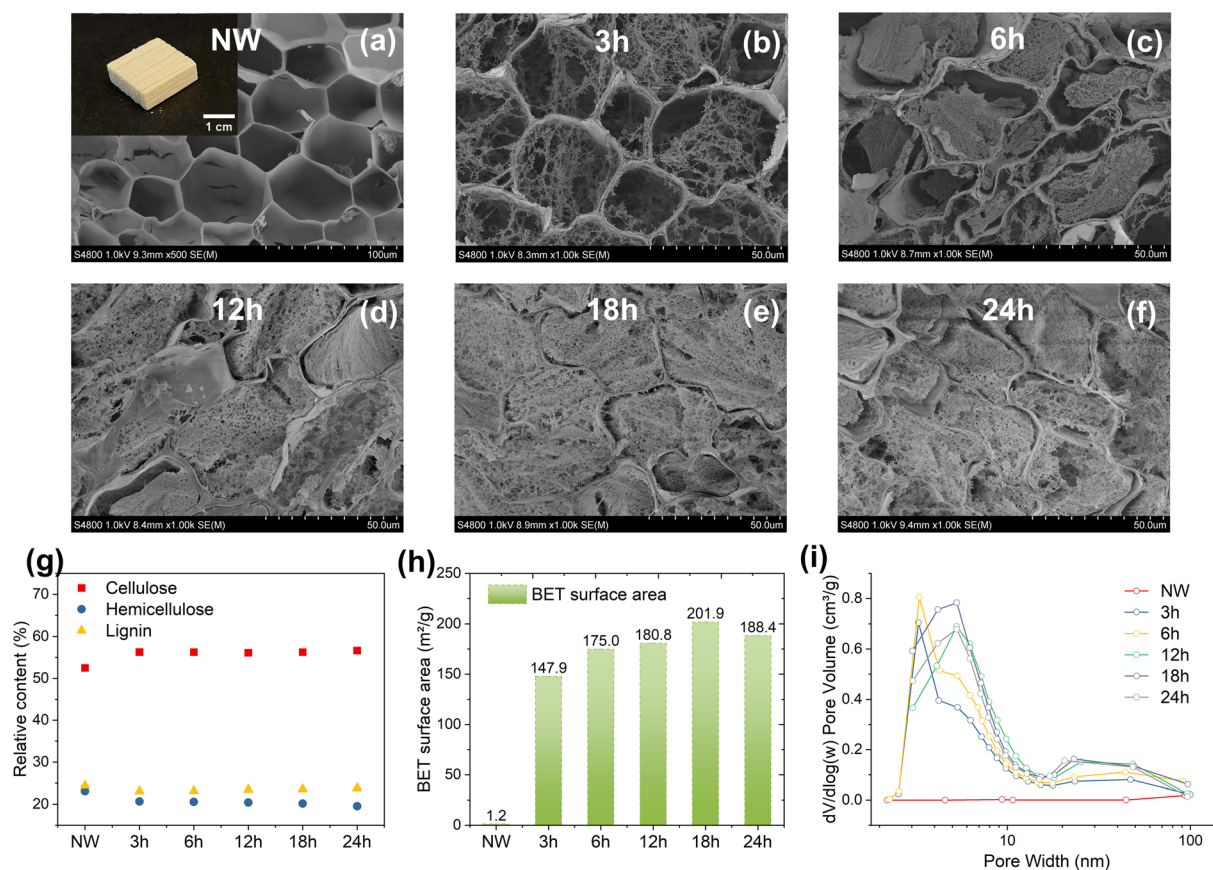 NW
(a)
1 cm
S4800 1.0kV 9.3mm x500 SE(M)
100um
3h
(b)
S4800 1.0kV 8.3mm x1.00k SE(M)
50.0um
6h
(c)
S4800 1.0kV 8.7mm x1.00k SE(M)
50.0um
12h
(d)
S4800 1.0kV 8.4mm x1.00k SE(M)
50.0um
18h
(e)
S4800 1.0kV 8.9mm x1.00k SE(M)
50.0um
24h
(f)
S4800 1.0kV 9.4mm x1.00k SE(M)
50.0um
(g)
Cellulose
Hemicellulose
Lignin
Relative content (%)
70
60
50
40
30
20
NW 3h 6h 12h 18h 24h
(h)
BET surface area
BET surface area (m²/g)
250
200
150
100
50
0
1.2
147.9
175.0
180.8
201.9
188.4
NW 3h 6h 12h 18h 24h
(i)
NW
3h
6h
12h
18h
24h
dV/dlog(w) Pore Volume (cm³/g)
0.8
0.6
0.4
0.2
0.0
10 100
Pore Width (nm)